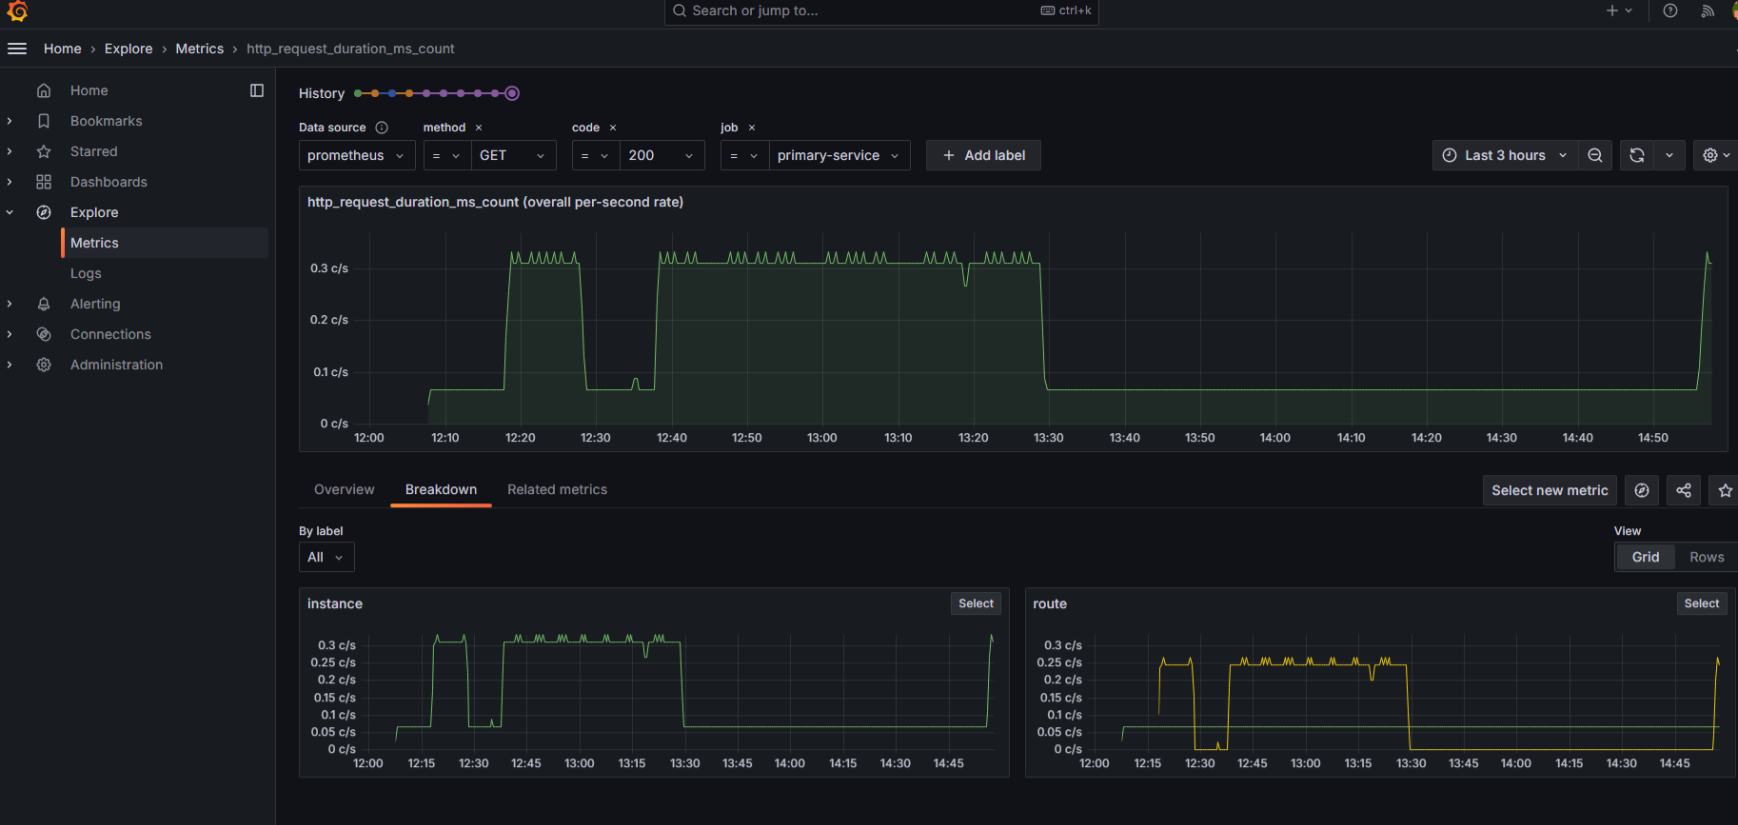 Search or jump to... ctrl+k
Home > Explore > Metrics > http_request_duration_ms_count
Home
Bookmarks
Starred
Dashboards
Explore
Metrics
Logs
Alerting
Connections
Administration
History
Data source method × code × job ×
prometheus = GET = 200 = primary-service + Add label Last 3 hours
http_request_duration_ms_count (overall per-second rate)
0.3 c/s
0.2 c/s
0.1 c/s
0 c/s
12:00 12:10 12:20 12:30 12:40 12:50 13:00 13:10 13:20 13:30 13:40 13:50 14:00 14:10 14:20 14:30 14:40 14:50
Overview Breakdown Related metrics Select new metric
By label View
All Grid Rows
instance Select
0.3 c/s
0.25 c/s
0.2 c/s
0.15 c/s
0.1 c/s
0.05 c/s
0 c/s
12:00 12:15 12:30 12:45 13:00 13:15 13:30 13:45 14:00 14:15 14:30 14:45
route Select
0.3 c/s
0.25 c/s
0.2 c/s
0.15 c/s
0.1 c/s
0.05 c/s
0 c/s
12:00 12:15 12:30 12:45 13:00 13:15 13:30 13:45 14:00 14:15 14:30 14:45